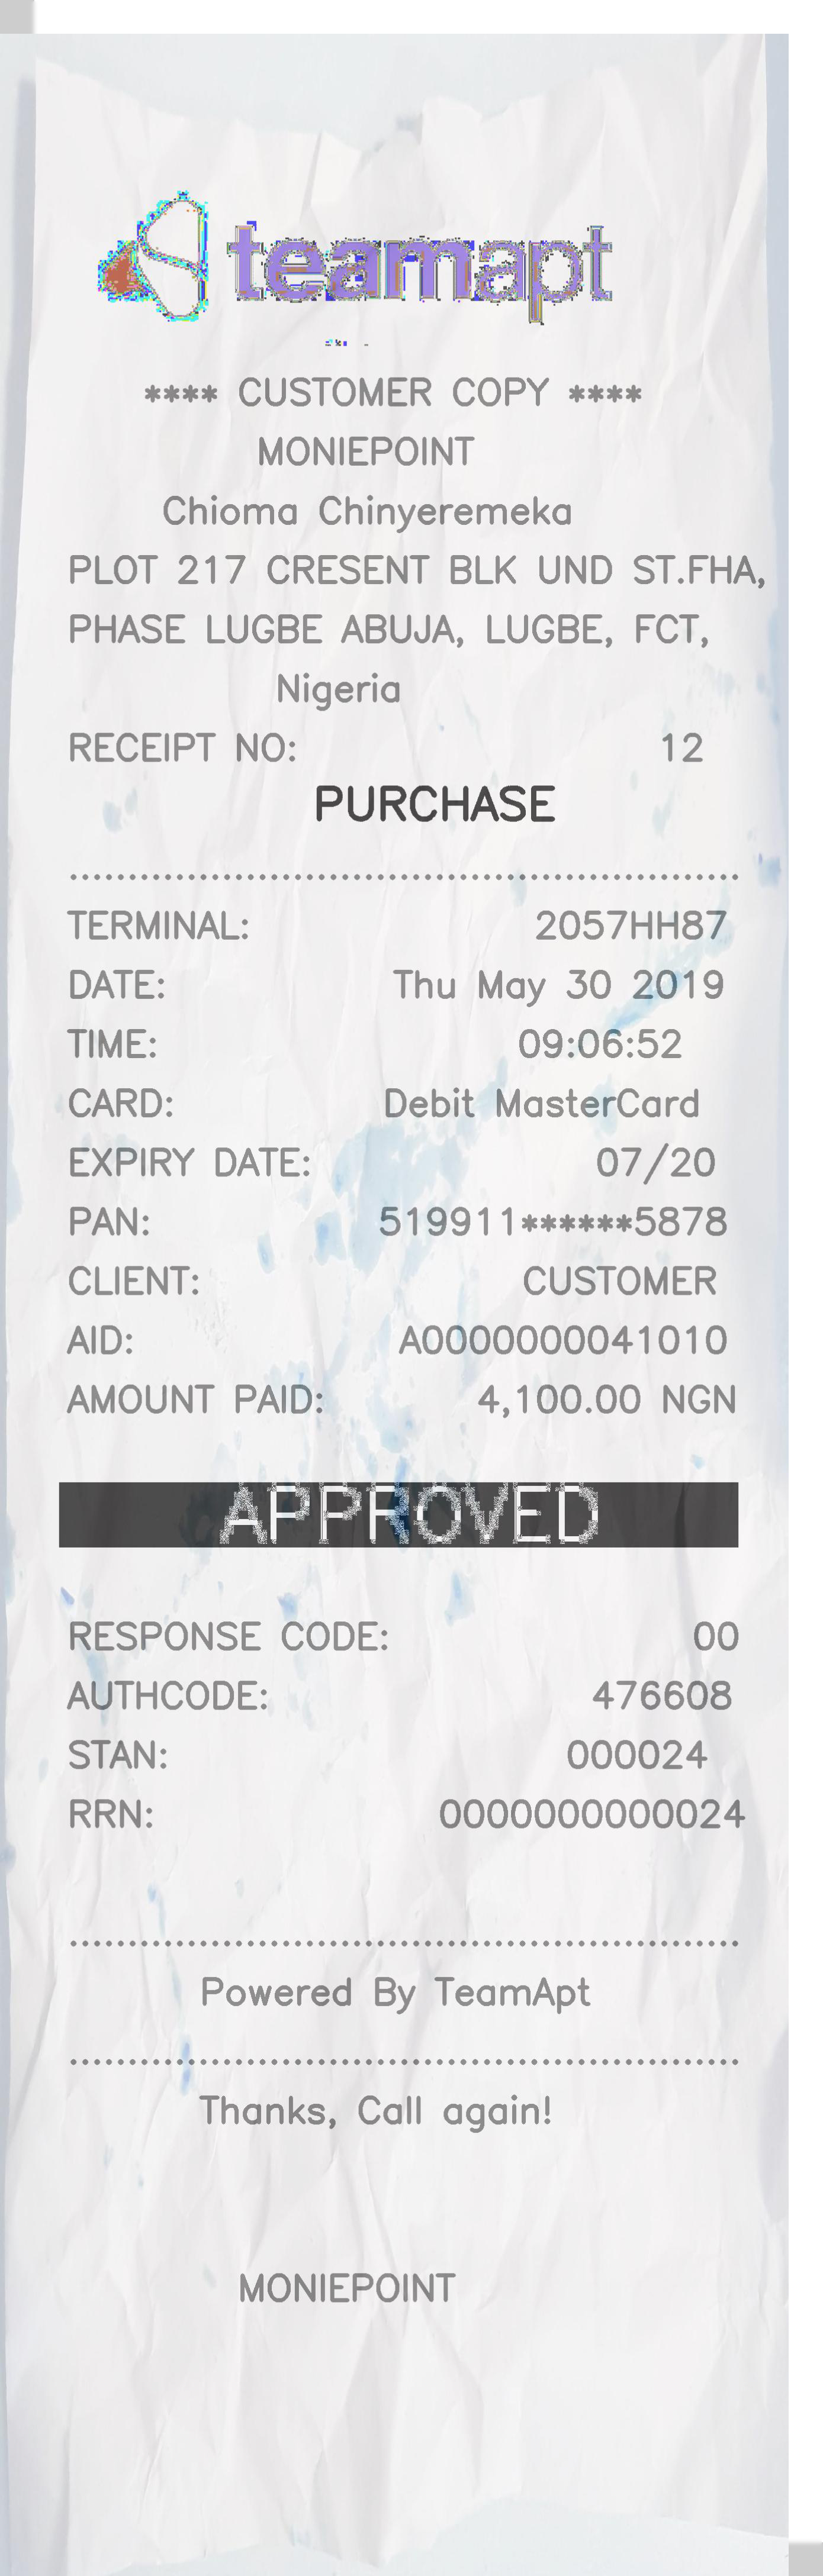 teamapt
**** CUSTOMER COPY ****
MONIEPOINT
Chioma Chinyeremeka
PLOT 217 CRESENT BLK UND ST.FHA,
PHASE LUGBE ABUJA, LUGBE, FCT,
Nigeria
RECEIPT NO: 12
PURCHASE
TERMINAL: 2057HH87
DATE: Thu May 30 2019
TIME: 09:06:52
CARD: Debit MasterCard
EXPIRY DATE: 07/20
PAN: 519911******5878
CLIENT: CUSTOMER
AID: A0000000041010
AMOUNT PAID: 4,100.00 NGN
APPROVED
RESPONSE CODE: 00
AUTHCODE: 476608
STAN: 000024
RRN: 0000000000024
Powered By TeamApt
Thanks, Call again!
MONIEPOINT